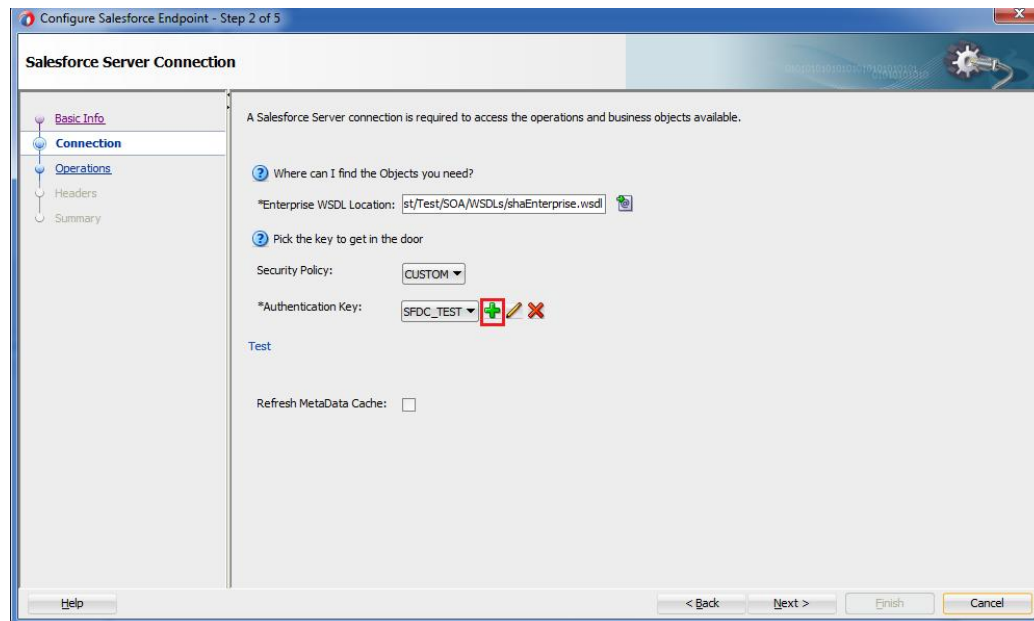 Configure Salesforce Endpoint - Step 2 of 5
Salesforce Server Connection
Basic Info
Connection
Operations
Headers
Summary
A Salesforce Server connection is required to access the operations and business objects available.
Where can I find the Objects you need?
*Enterprise WSDL Location: st/Test/SOA/WSDLs/shaEnterprise.wsdl
Pick the key to get in the door
Security Policy: CUSTOM
*Authentication Key: SFDC_TEST
Test
Refresh MetaData Cache:
Help < Back Next > Finish Cancel